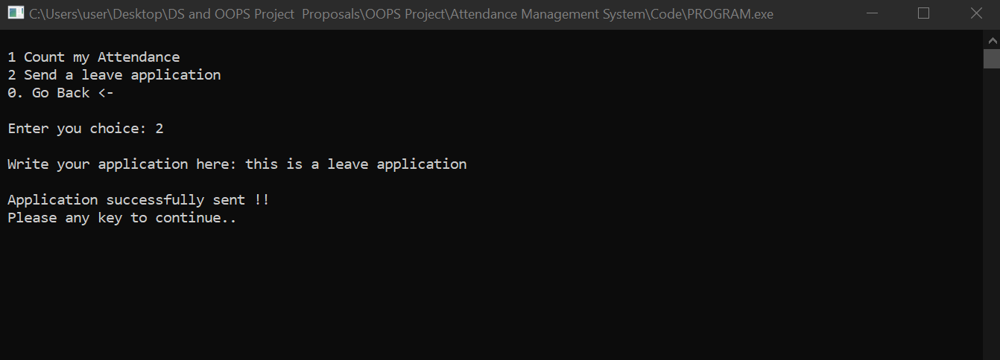 C:\Users\user\Desktop\DS and OOPS Project  Proposals\OOPS Project\Attendance Management System\Code\PROGRAM.exe
1 Count my Attendance
2 Send a leave application
0. Go Back <-
Enter you choice: 2
Write your application here: this is a leave application
Application successfully sent !!
Please any key to continue..